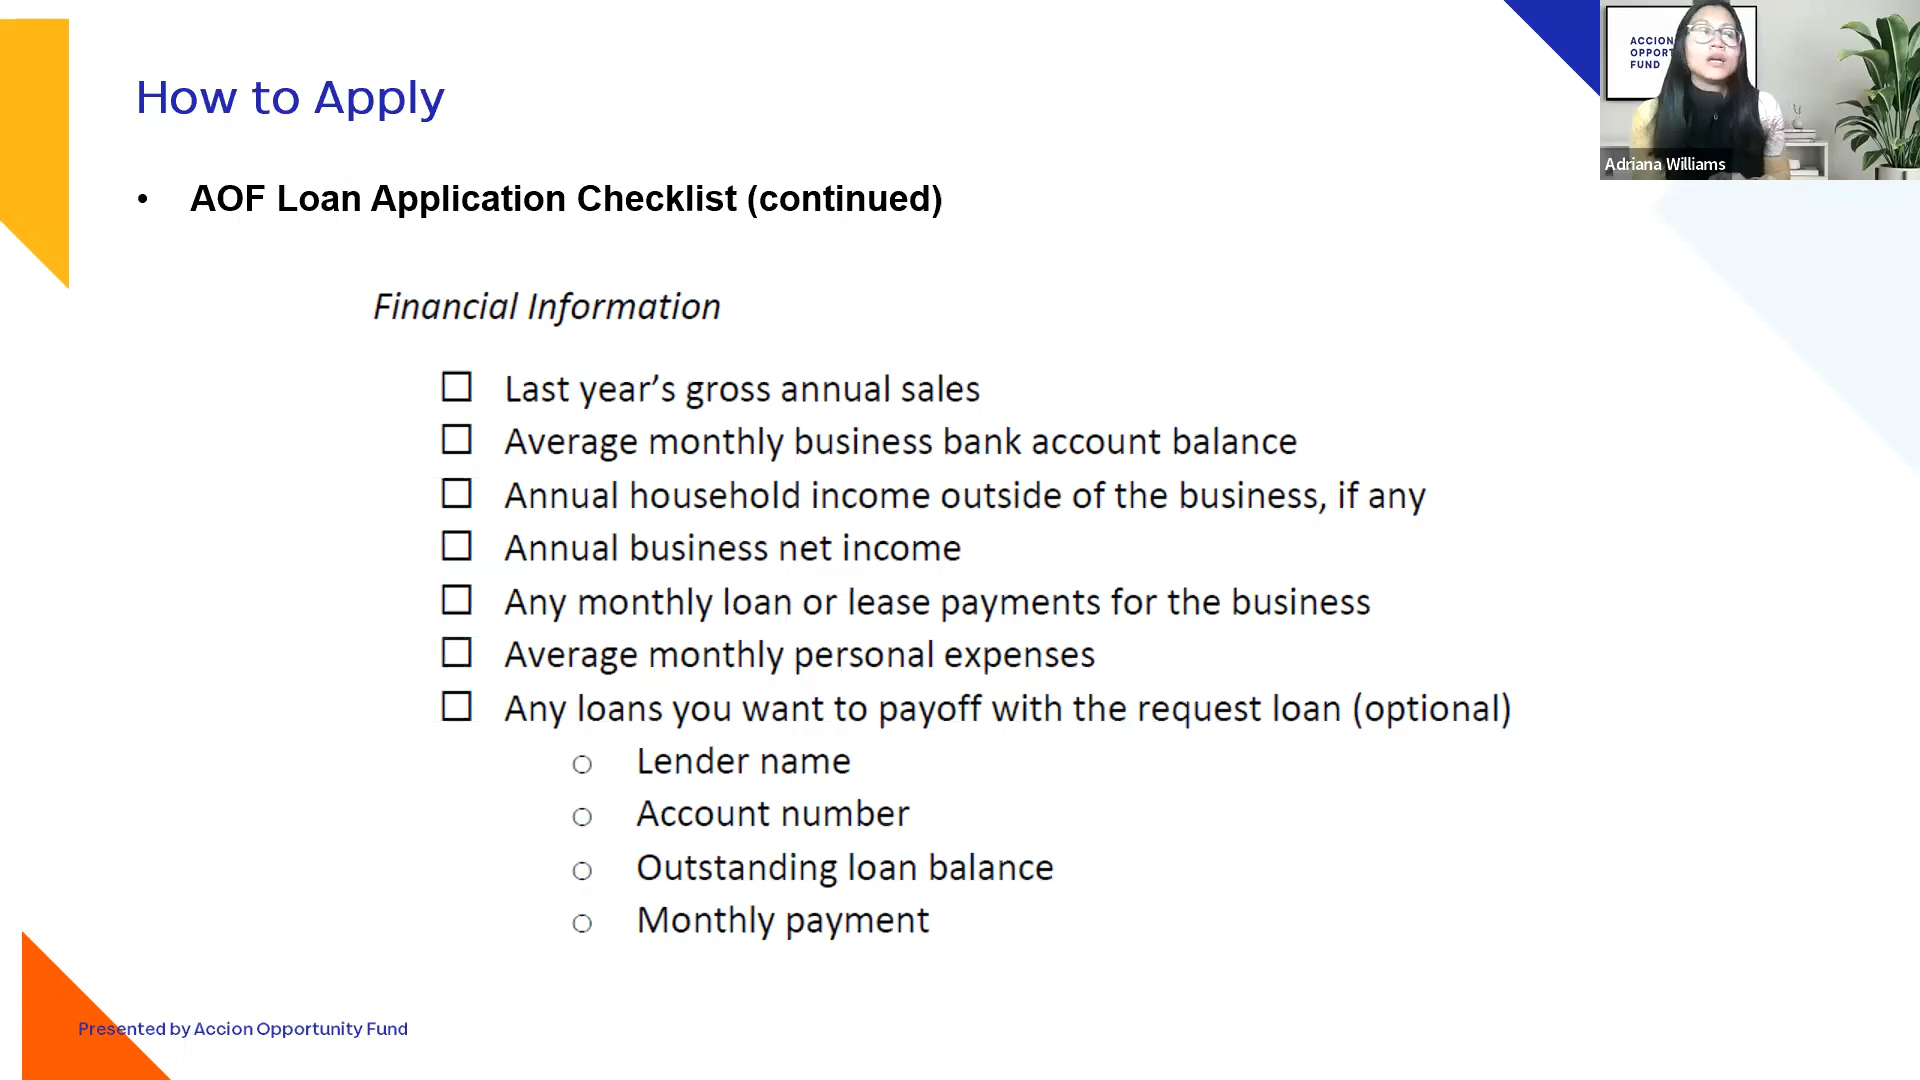 How to Apply
• AOF Loan Application Checklist (continued)
Financial Information
☐ Last year’s gross annual sales
☐ Average monthly business bank account balance
☐ Annual household income outside of the business, if any
☐ Annual business net income
☐ Any monthly loan or lease payments for the business
☐ Average monthly personal expenses
☐ Any loans you want to payoff with the request loan (optional)
○ Lender name
○ Account number
○ Outstanding loan balance
○ Monthly payment
Presented by Accion Opportunity Fund
ACCION
OPPORT
FUND
Adriana Williams